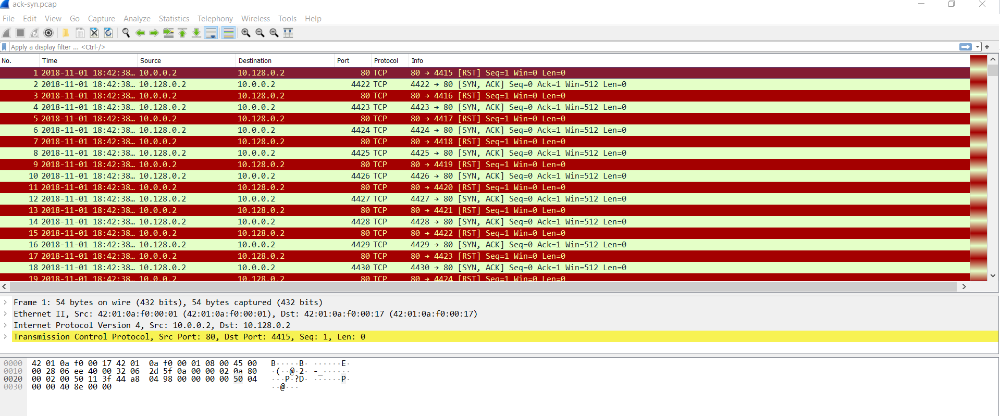 ack-syn.pcap
File Edit View Go Capture Analyze Statistics Telephony Wireless Tools Help
Apply a display filter ... <Ctrl-/>
No. Time Source Destination Port Protocol Info
1 2018-11-01 18:42:38… 10.0.0.2 10.128.0.2 80 TCP 80 → 4415 [RST] Seq=1 Win=0 Len=0
2 2018-11-01 18:42:38… 10.128.0.2 10.0.0.2 4422 TCP 4422 → 80 [SYN, ACK] Seq=0 Ack=1 Win=512 Len=0
3 2018-11-01 18:42:38… 10.0.0.2 10.128.0.2 80 TCP 80 → 4416 [RST] Seq=1 Win=0 Len=0
4 2018-11-01 18:42:38… 10.128.0.2 10.0.0.2 4423 TCP 4423 → 80 [SYN, ACK] Seq=0 Ack=1 Win=512 Len=0
5 2018-11-01 18:42:38… 10.0.0.2 10.128.0.2 80 TCP 80 → 4417 [RST] Seq=1 Win=0 Len=0
6 2018-11-01 18:42:38… 10.128.0.2 10.0.0.2 4424 TCP 4424 → 80 [SYN, ACK] Seq=0 Ack=1 Win=512 Len=0
7 2018-11-01 18:42:38… 10.0.0.2 10.128.0.2 80 TCP 80 → 4418 [RST] Seq=1 Win=0 Len=0
8 2018-11-01 18:42:38… 10.128.0.2 10.0.0.2 4425 TCP 4425 → 80 [SYN, ACK] Seq=0 Ack=1 Win=512 Len=0
9 2018-11-01 18:42:38… 10.0.0.2 10.128.0.2 80 TCP 80 → 4419 [RST] Seq=1 Win=0 Len=0
10 2018-11-01 18:42:38… 10.128.0.2 10.0.0.2 4426 TCP 4426 → 80 [SYN, ACK] Seq=0 Ack=1 Win=512 Len=0
11 2018-11-01 18:42:38… 10.0.0.2 10.128.0.2 80 TCP 80 → 4420 [RST] Seq=1 Win=0 Len=0
12 2018-11-01 18:42:38… 10.128.0.2 10.0.0.2 4427 TCP 4427 → 80 [SYN, ACK] Seq=0 Ack=1 Win=512 Len=0
13 2018-11-01 18:42:38… 10.0.0.2 10.128.0.2 80 TCP 80 → 4421 [RST] Seq=1 Win=0 Len=0
14 2018-11-01 18:42:38… 10.128.0.2 10.0.0.2 4428 TCP 4428 → 80 [SYN, ACK] Seq=0 Ack=1 Win=512 Len=0
15 2018-11-01 18:42:38… 10.0.0.2 10.128.0.2 80 TCP 80 → 4422 [RST] Seq=1 Win=0 Len=0
16 2018-11-01 18:42:38… 10.128.0.2 10.0.0.2 4429 TCP 4429 → 80 [SYN, ACK] Seq=0 Ack=1 Win=512 Len=0
17 2018-11-01 18:42:38… 10.0.0.2 10.128.0.2 80 TCP 80 → 4423 [RST] Seq=1 Win=0 Len=0
18 2018-11-01 18:42:38… 10.128.0.2 10.0.0.2 4430 TCP 4430 → 80 [SYN, ACK] Seq=0 Ack=1 Win=512 Len=0
19 2018-11-01 18:42:38… 10.0.0.2 10.128.0.2 80 TCP 80 → 4424 [RST] Seq=1 Win=0 Len=0
Frame 1: 54 bytes on wire (432 bits), 54 bytes captured (432 bits)
Ethernet II, Src: 42:01:0a:f0:00:01 (42:01:0a:f0:00:01), Dst: 42:01:0a:f0:00:17 (42:01:0a:f0:00:17)
Internet Protocol Version 4, Src: 10.0.0.2, Dst: 10.128.0.2
Transmission Control Protocol, Src Port: 80, Dst Port: 4415, Seq: 1, Len: 0
0000 42 01 0a f0 00 17 42 01 0a f0 00 01 08 00 45 00 B·····B· ······E·
0010 00 28 06 ee 40 00 32 06 2d 5f 0a 00 00 02 0a 80 ·(··@·2· -_······
0020 00 02 00 50 11 3f 44 a8 04 98 00 00 00 00 50 04 ···P·?D· ······P·
0030 00 00 40 8e 00 00 ··@···